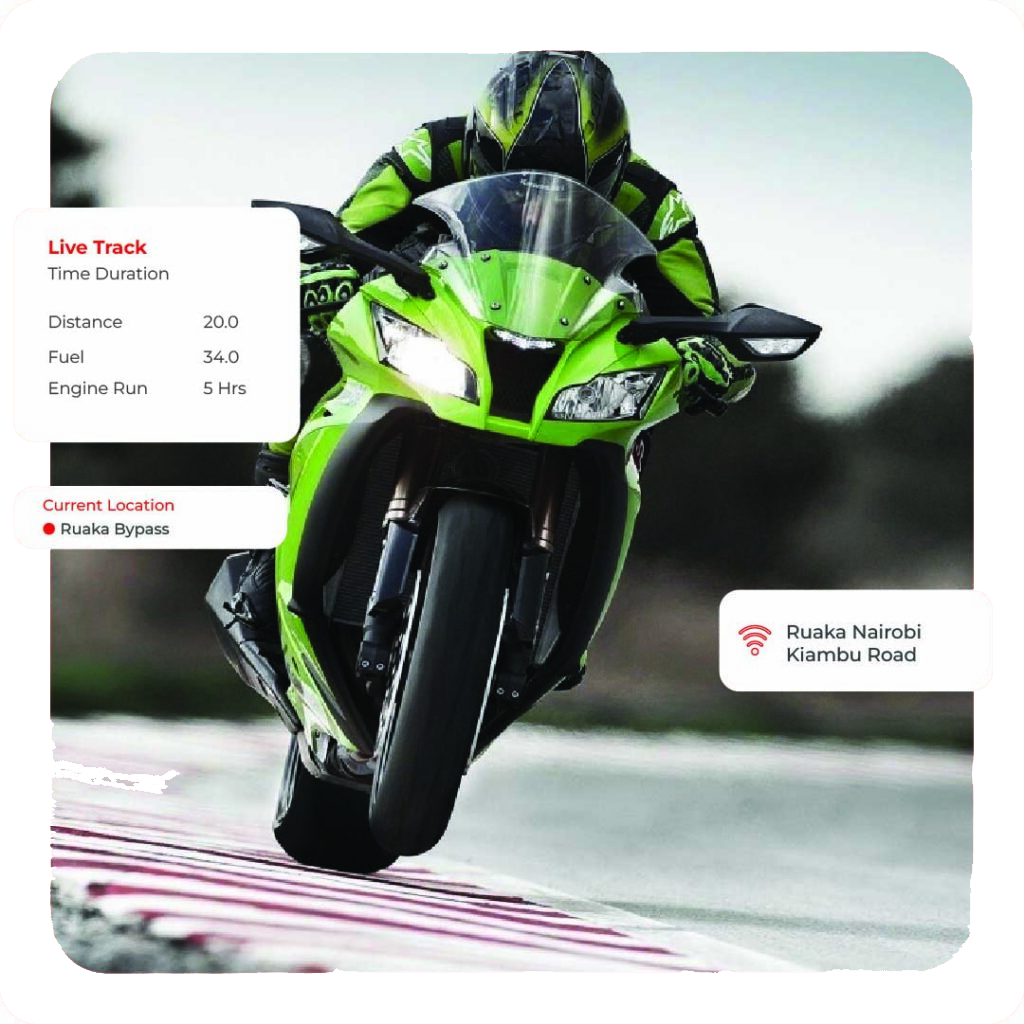 Kawasaki
Live Track
Time Duration
Distance 20.0
Fuel 34.0
Engine Run 5 Hrs
Current Location
Ruaka Bypass
Ruaka Nairobi
Kiambu Road